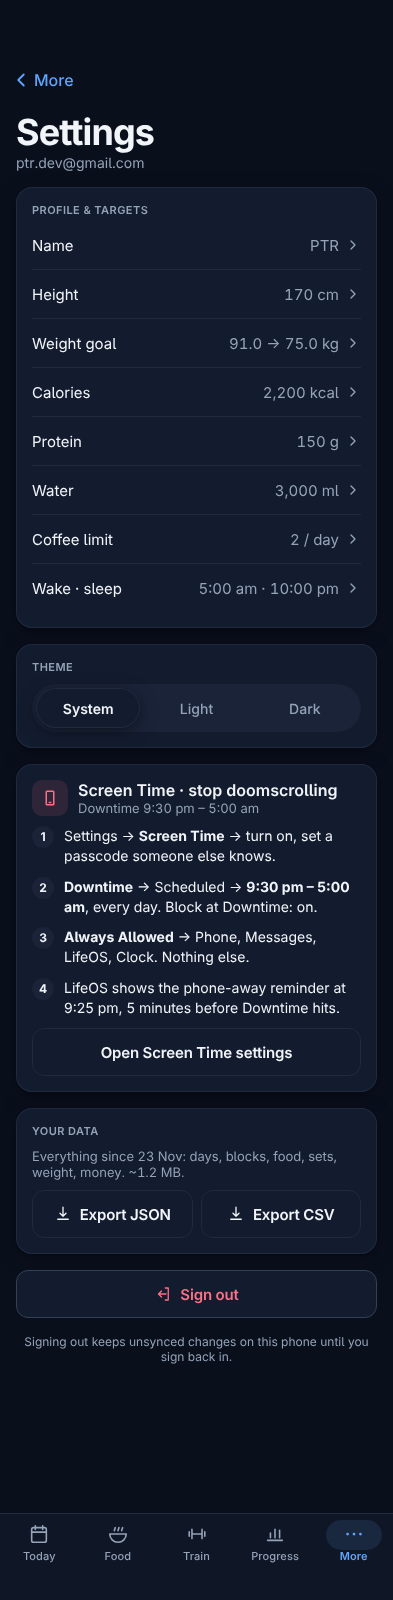 More
Settings
ptr.dev@gmail.com
PROFILE & TARGETS
Name PTR
Height 170 cm
Weight goal 91.0 → 75.0 kg
Calories 2,200 kcal
Protein 150 g
Water 3,000 ml
Coffee limit 2 / day
Wake · sleep 5:00 am · 10:00 pm
THEME
System Light Dark
Screen Time · stop doomscrolling
Downtime 9:30 pm – 5:00 am
1 Settings → Screen Time → turn on, set a
passcode someone else knows.
2 Downtime → Scheduled → 9:30 pm – 5:00
am, every day. Block at Downtime: on.
3 Always Allowed → Phone, Messages,
LifeOS, Clock. Nothing else.
4 LifeOS shows the phone-away reminder at
9:25 pm, 5 minutes before Downtime hits.
Open Screen Time settings
YOUR DATA
Everything since 23 Nov: days, blocks, food, sets,
weight, money. ~1.2 MB.
Export JSON Export CSV
Sign out
Signing out keeps unsynced changes on this phone until you
sign back in.
Today Food Train Progress More